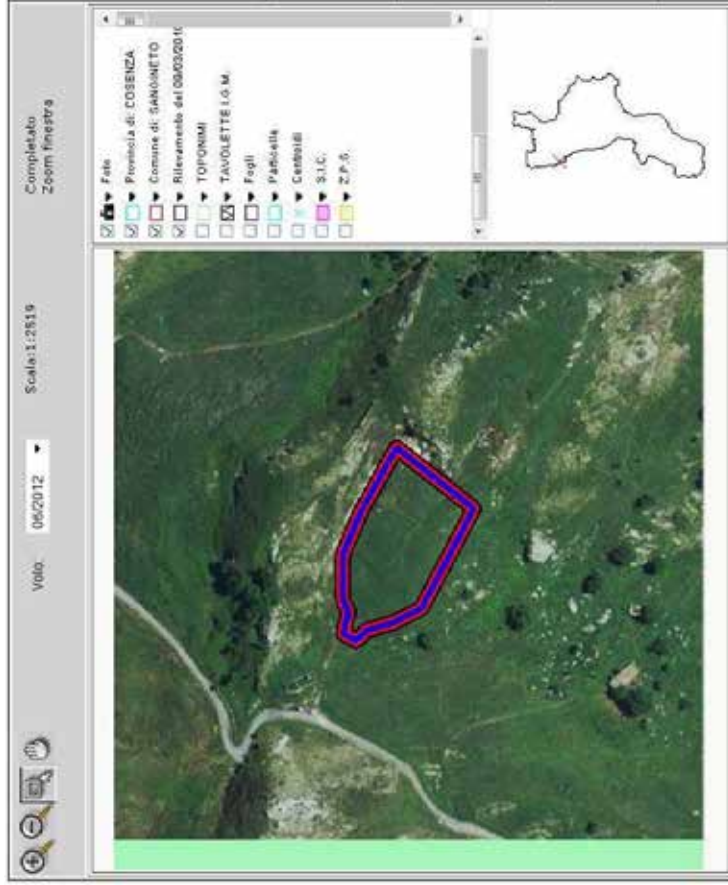 Volo:
06/2012
Scala:1:2519
Completato
Zoom finestra
Foto
Provincia di: COSENZA
Comune di: SANGINETO
Rilevamento del 09/03/2010
TOPONIMI
TAVOLETTE I.G.M.
Fogli
Particelle
Centroidi
S.I.C.
Z.P.S.